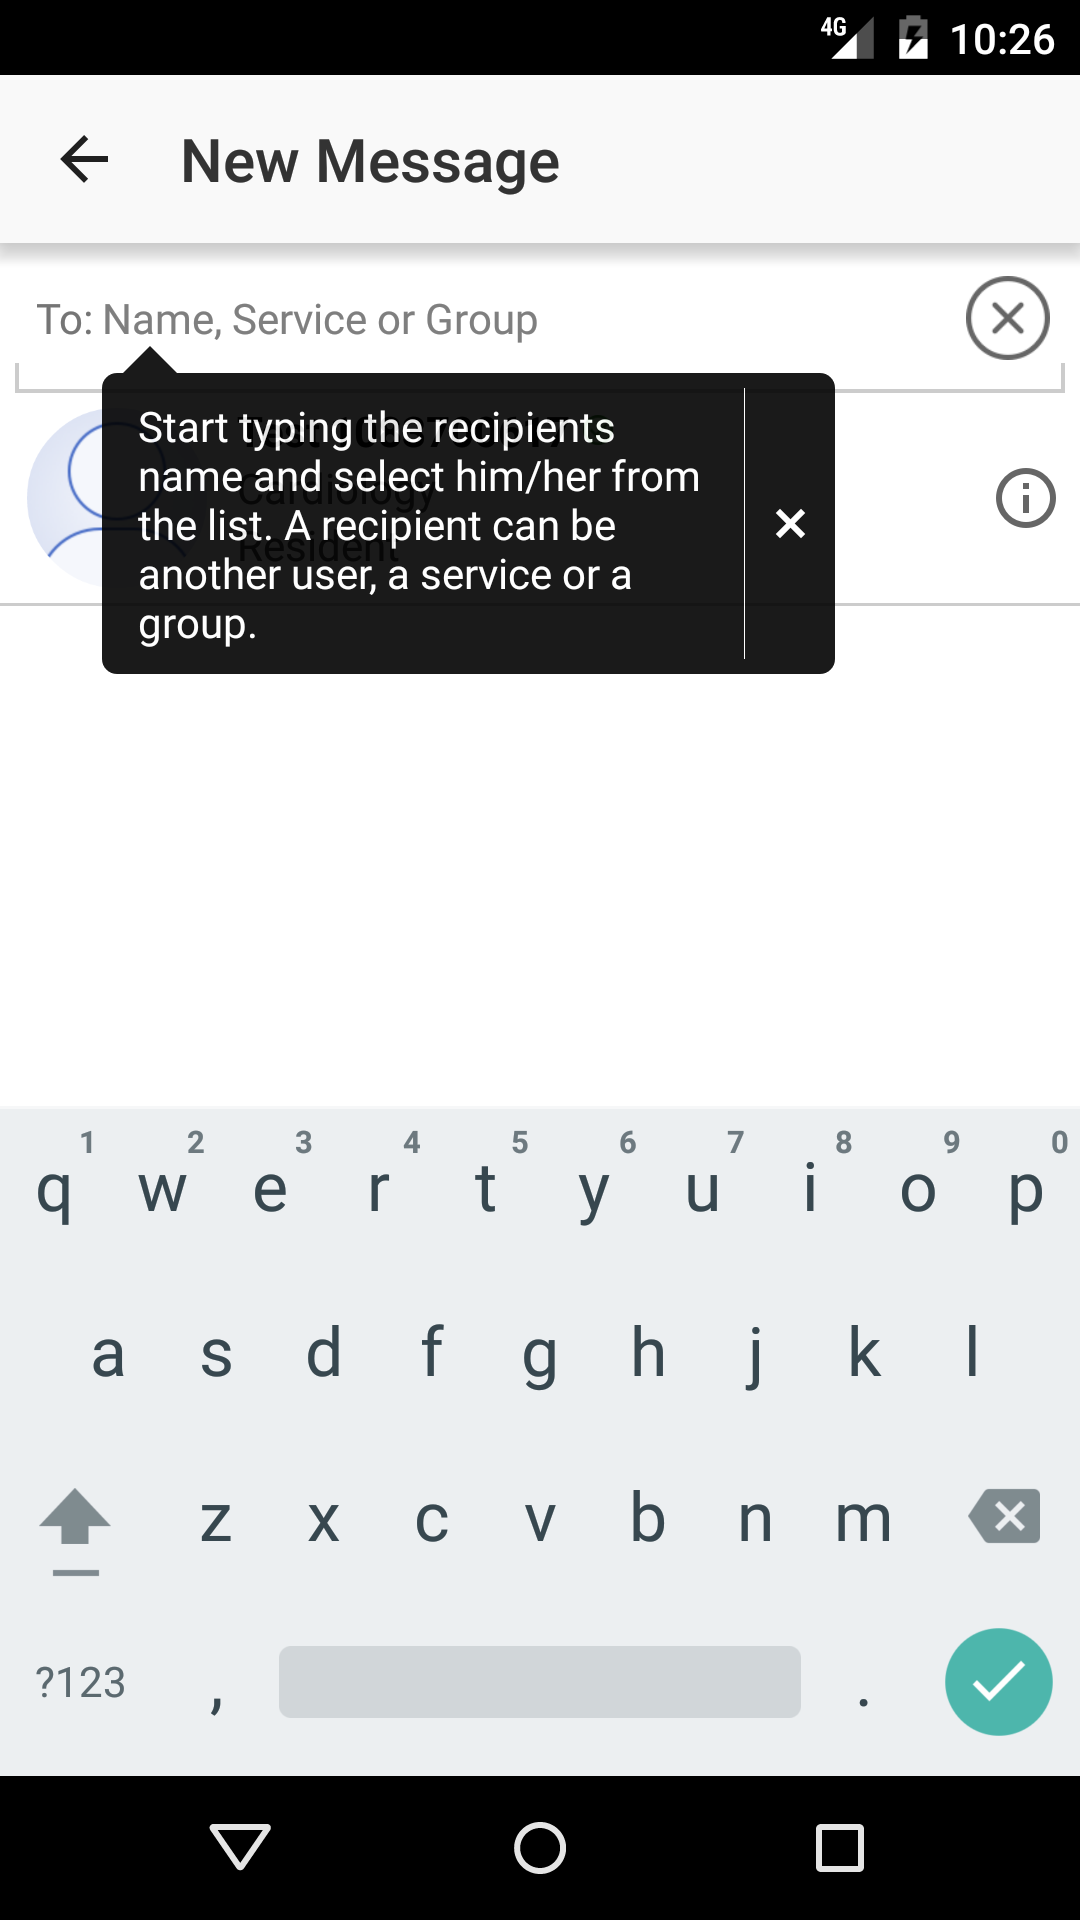 4G 10:26
New Message
To: Name, Service or Group
Start typing the recipients
name and select him/her from
the list. A recipient can be
another user, a service or a
group.
Cardiology
Resident
1 2 3 4 5 6 7 8 9 0
q w e r t y u i o p
a s d f g h j k l
z x c v b n m
?123 , .